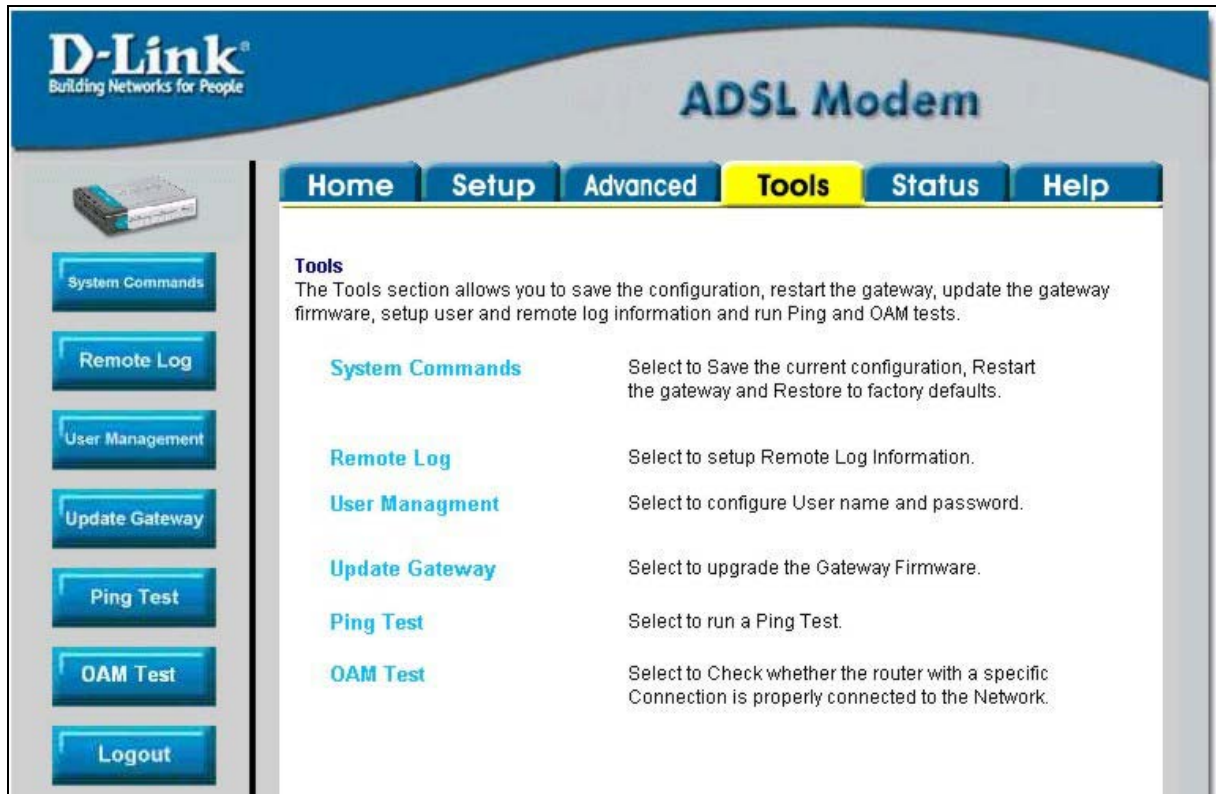 D-Link®
Building Networks for People
ADSL Modem
Home
Setup
Advanced
Tools
Status
Help
System Commands
Remote Log
User Management
Update Gateway
Ping Test
OAM Test
Logout
Tools
The Tools section allows you to save the configuration, restart the gateway, update the gateway
firmware, setup user and remote log information and run Ping and OAM tests.
System Commands
Select to Save the current configuration, Restart
the gateway and Restore to factory defaults.
Remote Log
Select to setup Remote Log Information.
User Managment
Select to configure User name and password.
Update Gateway
Select to upgrade the Gateway Firmware.
Ping Test
Select to run a Ping Test.
OAM Test
Select to Check whether the router with a specific
Connection is properly connected to the Network.